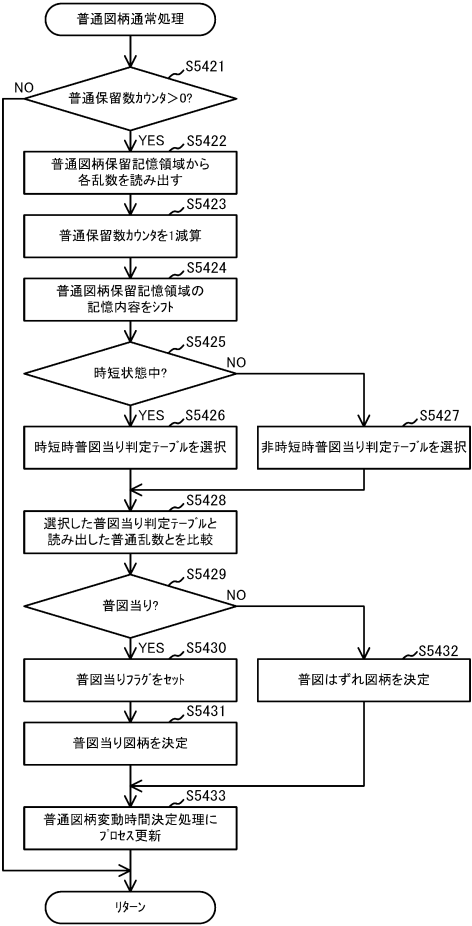 普通図柄通常処理
S5421
NO
普通保留数ｶｳﾝﾀ＞0?
YES
S5422
普通図柄保留記憶領域から
各乱数を読み出す
S5423
普通保留数ｶｳﾝﾀを1減算
S5424
普通図柄保留記憶領域の
記憶内容をｼﾌﾄ
S5425
時短状態中?
NO
YES
S5426
S5427
時短時普図当り判定ﾃｰﾌﾞﾙを選択
非時短時普図当り判定ﾃｰﾌﾞﾙを選択
S5428
選択した普図当り判定ﾃｰﾌﾞﾙと
読み出した普通乱数とを比較
S5429
普図当り?
NO
YES
S5430
S5432
普図当りﾌﾗｸﾞをｾｯﾄ
普図はずれ図柄を決定
S5431
普図当り図柄を決定
S5433
普通図柄変動時間決定処理に
ﾌﾟﾛｾｽ更新
ﾘﾀｰﾝ